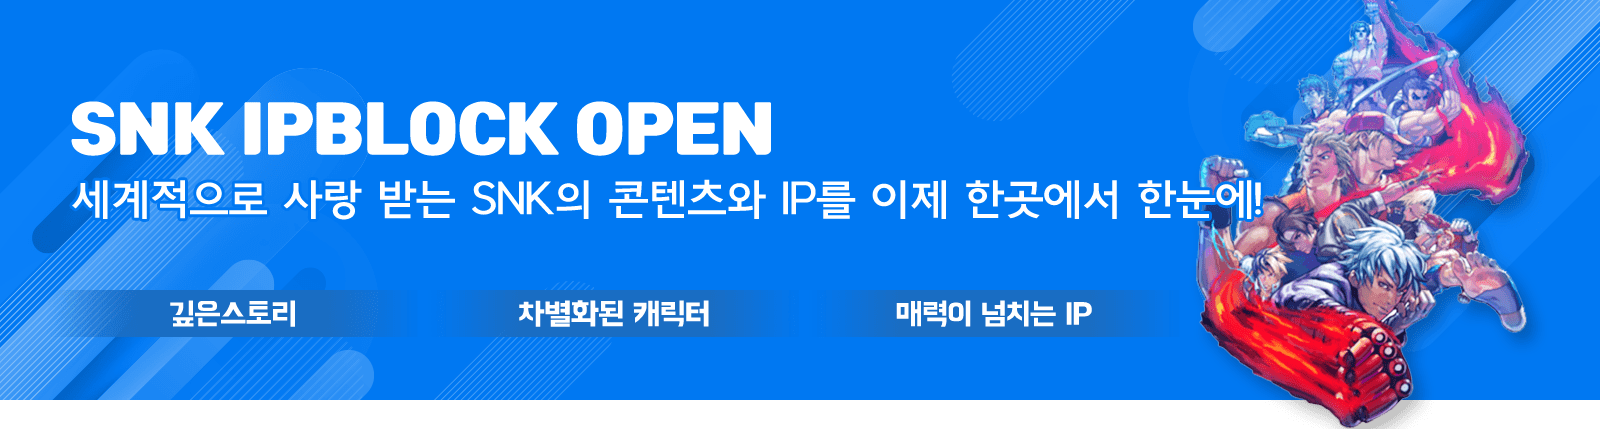 SNK IPBLOCK OPEN
세계적으로 사랑 받는 SNK의 콘텐츠와 IP를 이제 한곳에서 한눈에!
깊은스토리
차별화된 캐릭터
매력이 넘치는 IP